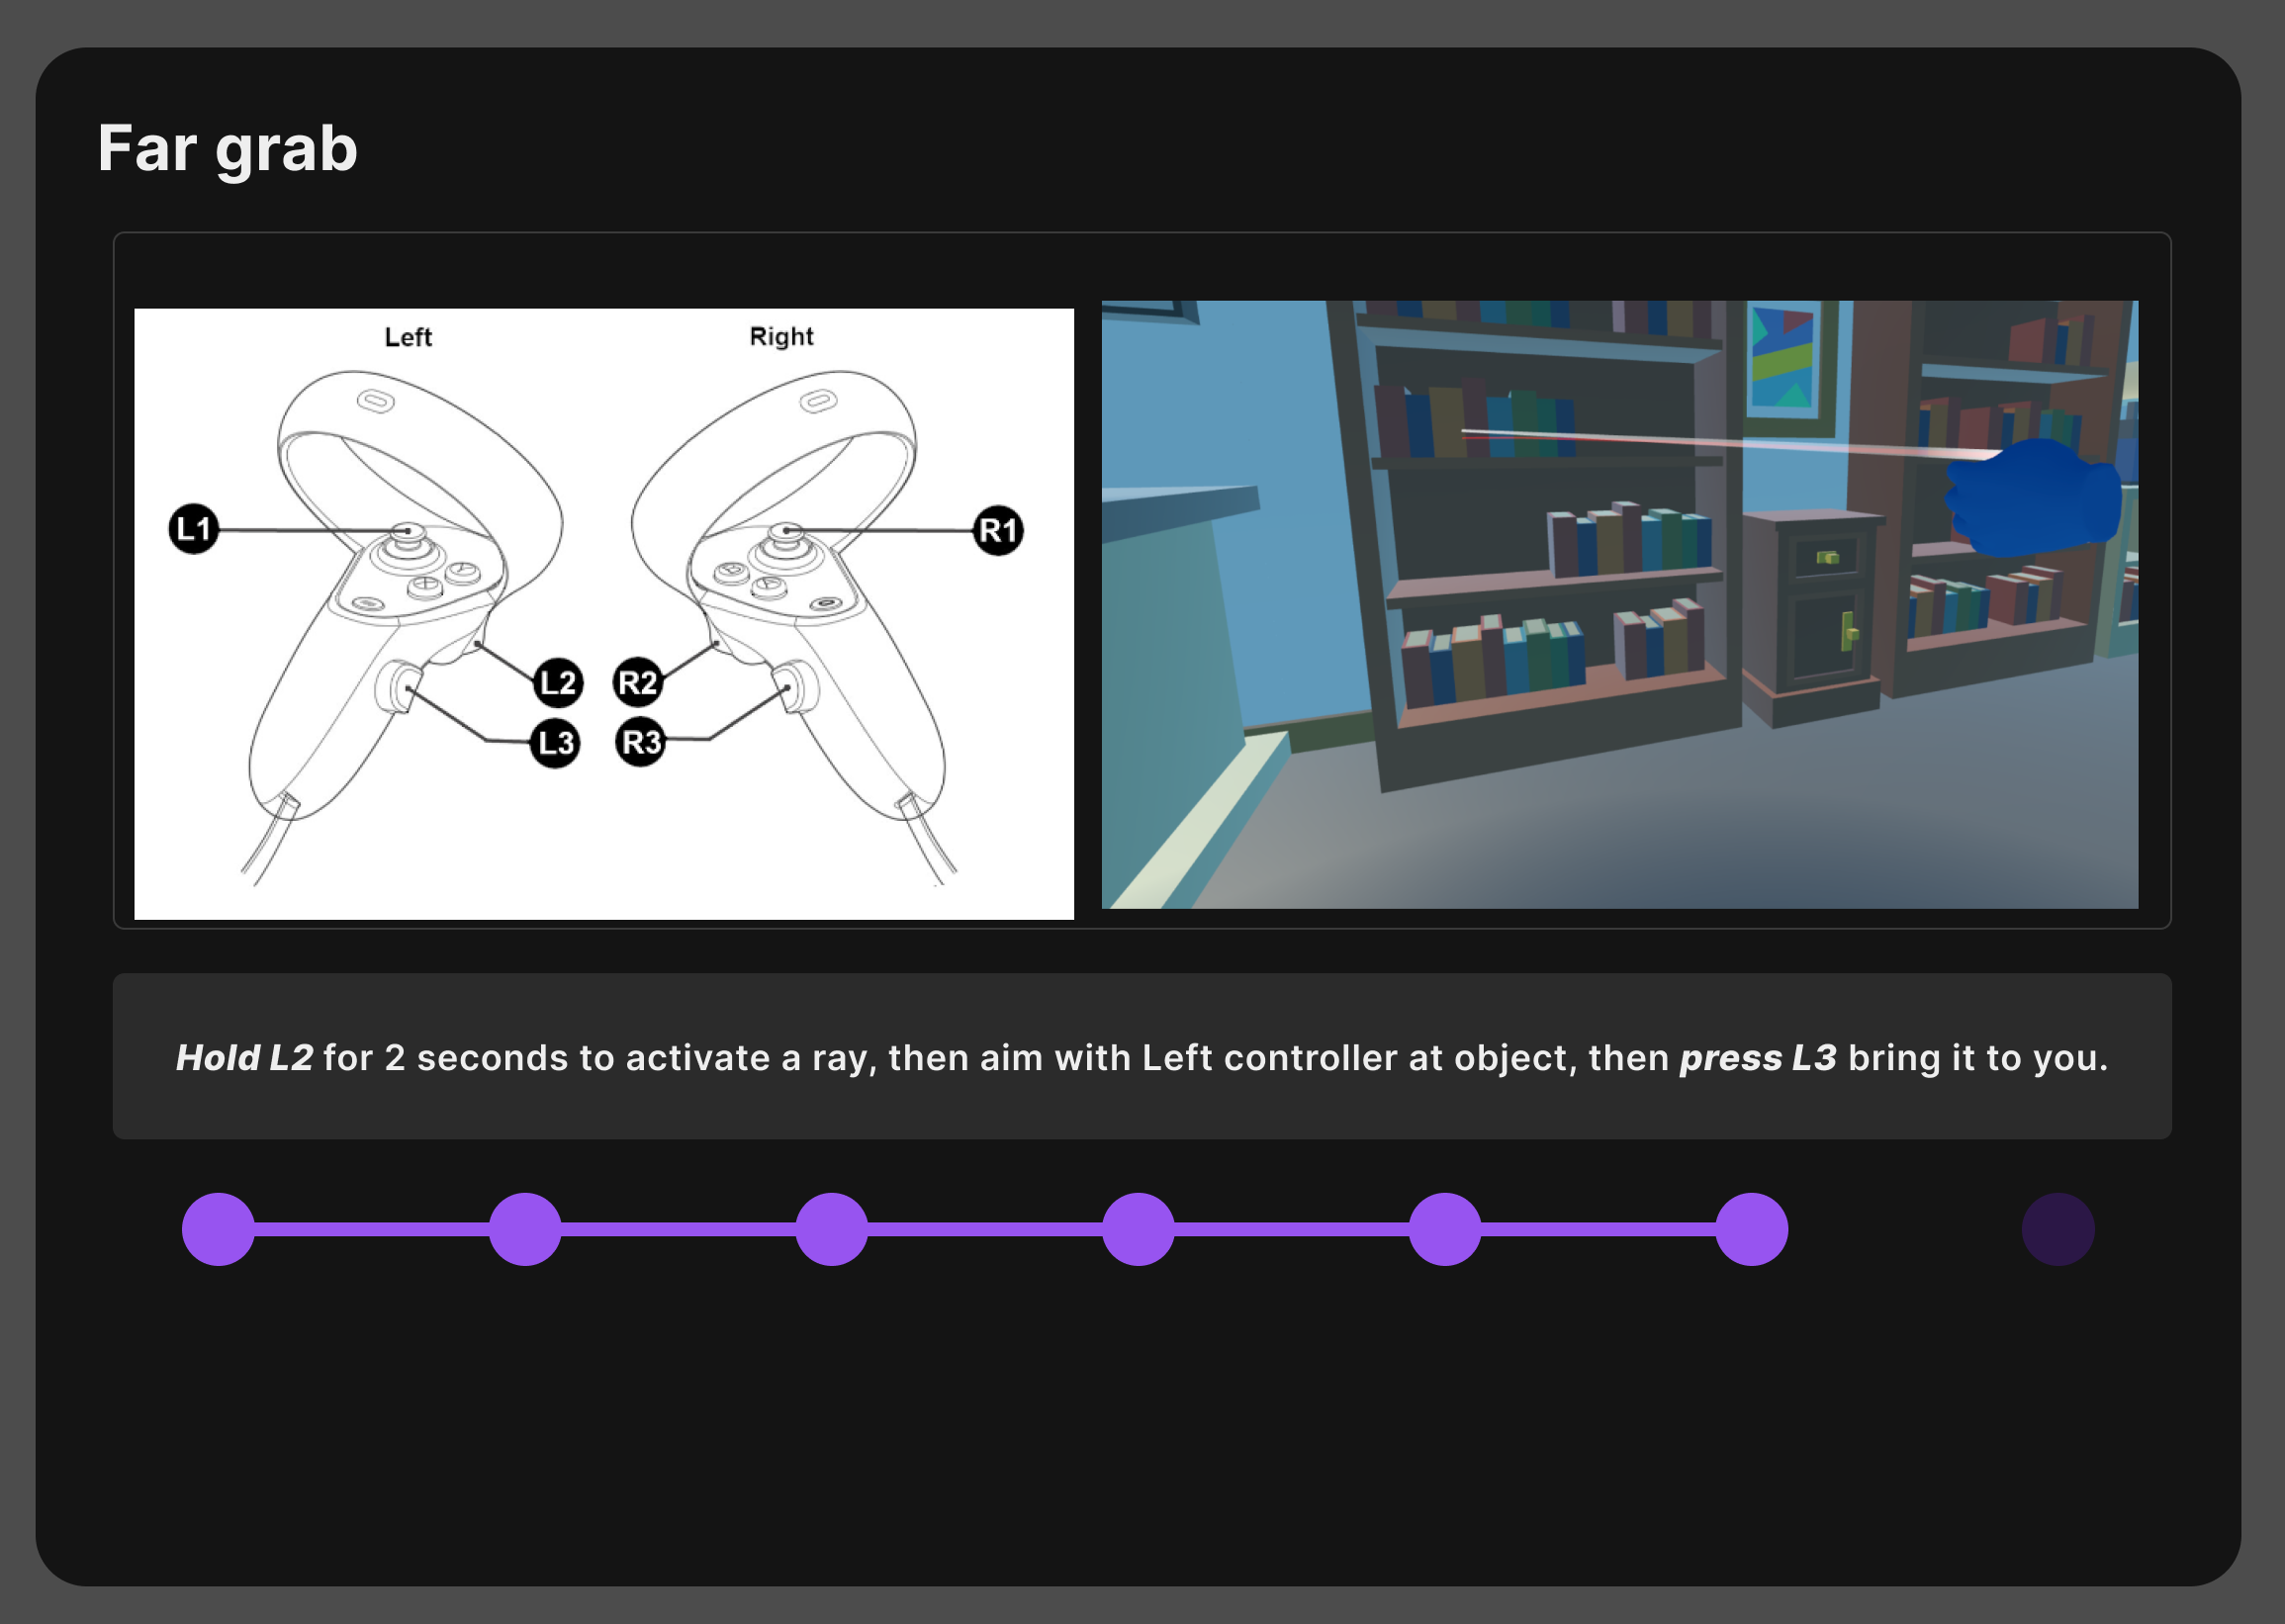 Far grab
Left Right
L1 R1
L2 R2
L3 R3
Hold L2 for 2 seconds to activate a ray, then aim with Left controller at object, then press L3 bring it to you.